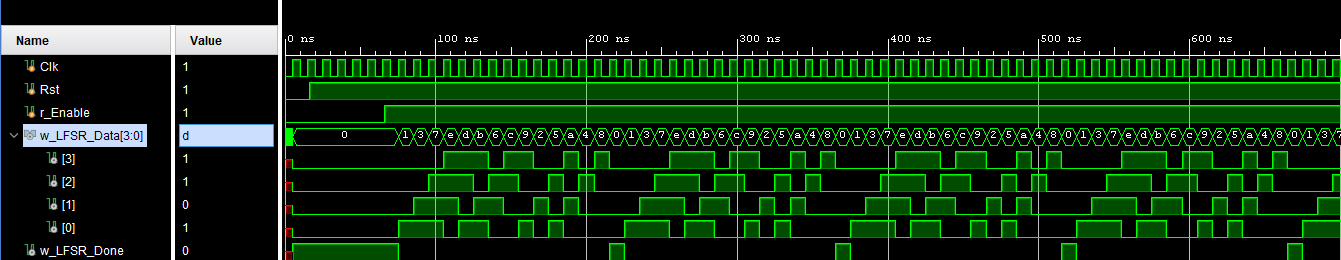 Name Value
0 ns 100 ns 200 ns 300 ns 400 ns 500 ns 600 ns
Clk 1
Rst 1
r_Enable 1
w_LFSR_Data[3:0] d 0 1 3 7 e d b 6 c 9 2 5 a 4 8 0 1 3 7 e d b 6 c 9 2 5 a 4 8 0 1 3 7 e d b 6 c 9 2 5 a 4 8 0 1 3 7 e d b 6 c 9 2 5 a 4 8 0 1 3 7
[3] 1
[2] 1
[1] 0
[0] 1
w_LFSR_Done 0